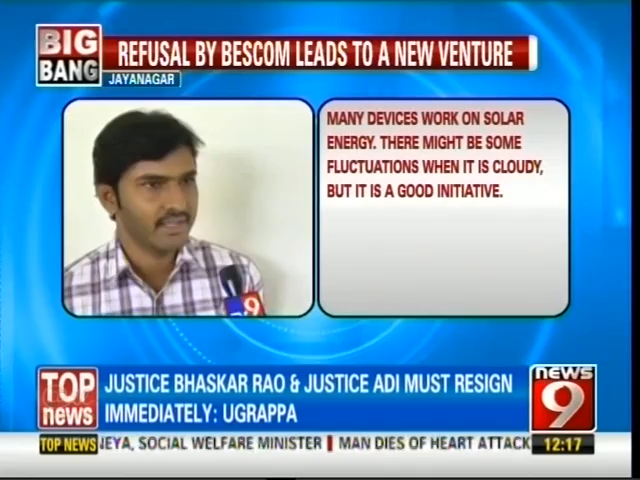 BIG
BANG
REFUSAL BY BESCOM LEADS TO A NEW VENTURE
JAYANAGAR
MANY DEVICES WORK ON SOLAR
ENERGY. THERE MIGHT BE SOME
FLUCTUATIONS WHEN IT IS CLOUDY,
BUT IT IS A GOOD INITIATIVE.
9
TOP
news
JUSTICE BHASKAR RAO & JUSTICE ADI MUST RESIGN
IMMEDIATELY: UGRAPPA
news
9
TOP NEWS
EYA, SOCIAL WELFARE MINISTER | MAN DIES OF HEART ATTACK
12:17